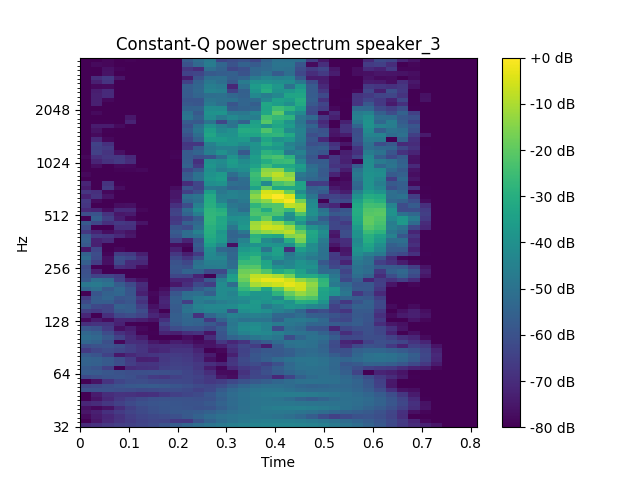 Constant-Q power spectrum speaker_3
Hz
2048
1024
512
256
128
64
32
0
0.1
0.2
0.3
0.4
0.5
0.6
0.7
0.8
Time
+0 dB
-10 dB
-20 dB
-30 dB
-40 dB
-50 dB
-60 dB
-70 dB
-80 dB